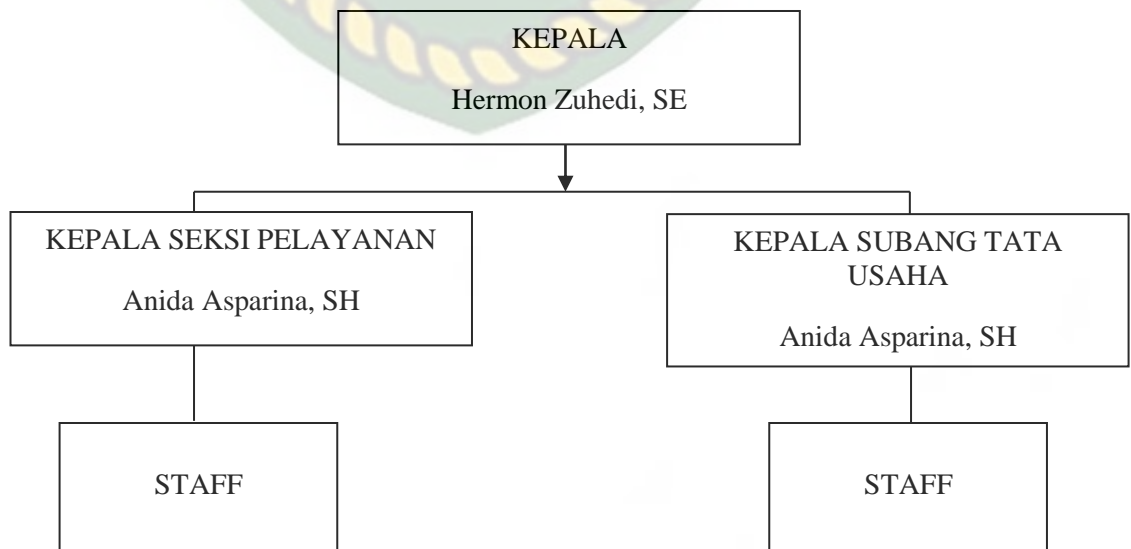 KEPALA
Hermon Zuhedi, SE
KEPALA SEKSI PELAYANAN
Anida Asparina, SH
KEPALA SUBANG TATA
USAHA
Anida Asparina, SH
STAFF
STAFF